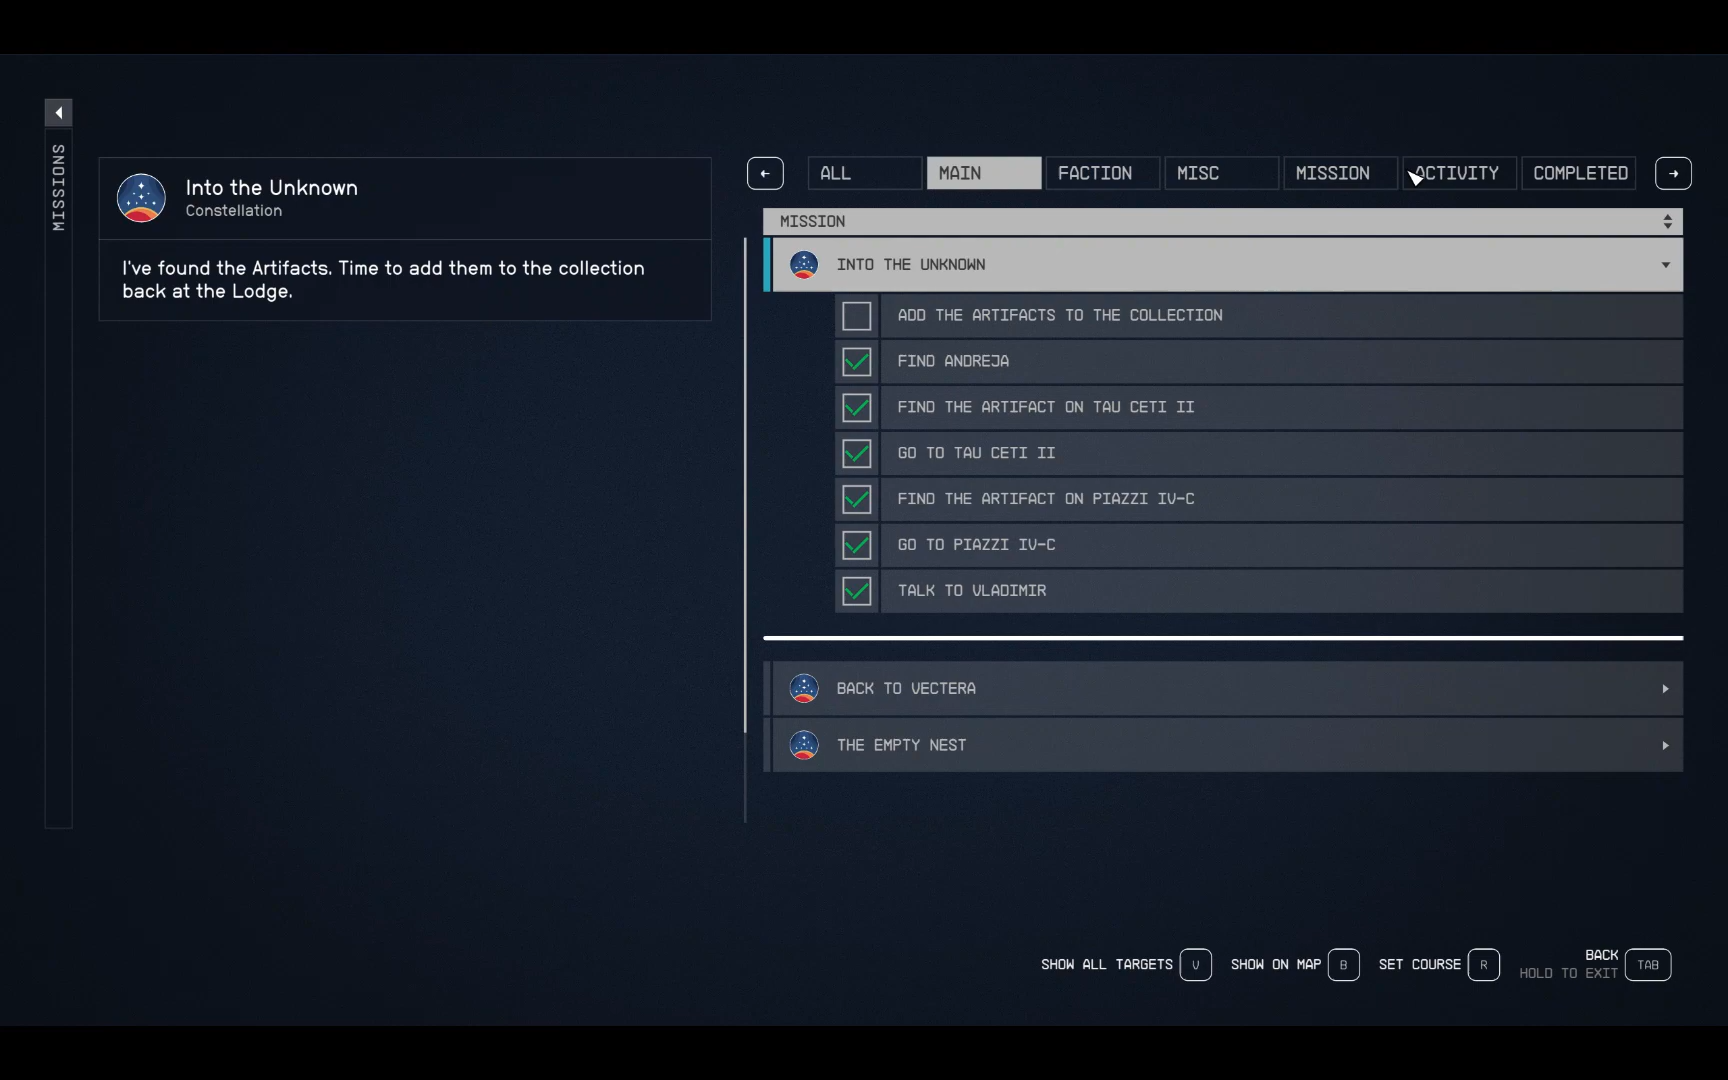 MISSIONS
Into the Unknown
Constellation
I've found the Artifacts. Time to add them to the collection
back at the Lodge.
ALL
MAIN
FACTION
MISC
MISSION
ACTIVITY
COMPLETED
MISSION
INTO THE UNKNOWN
ADD THE ARTIFACTS TO THE COLLECTION
FIND ANDREJA
FIND THE ARTIFACT ON TAU CETI II
GO TO TAU CETI II
FIND THE ARTIFACT ON PIAZZI IV-C
GO TO PIAZZI IV-C
TALK TO VLADIMIR
BACK TO VECTERA
THE EMPTY NEST
SHOW ALL TARGETS V
SHOW ON MAP B
SET COURSE R
BACK
HOLD TO EXIT
TAB